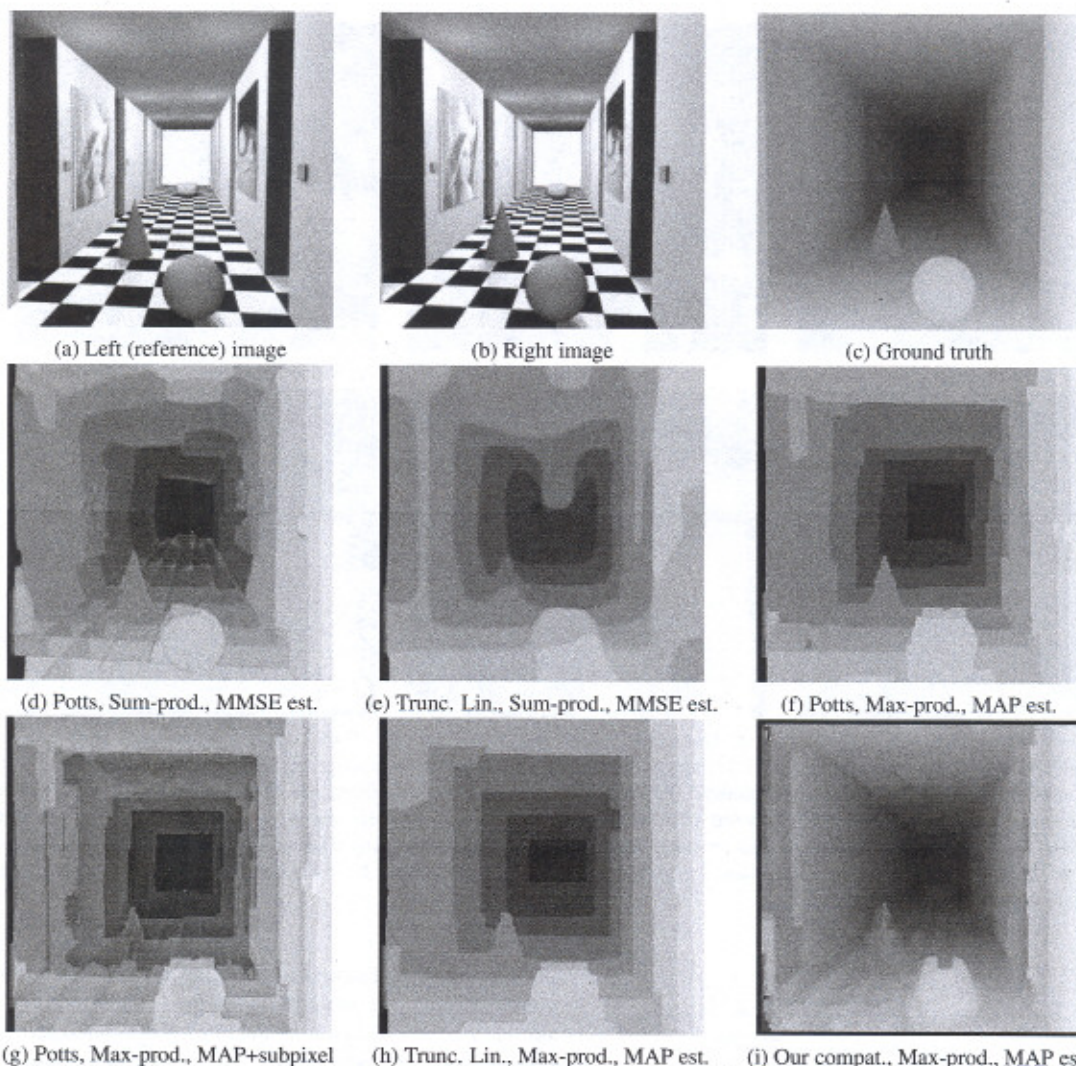 (a) Left (reference) image
(b) Right image
(c) Ground truth
(d) Potts, Sum-prod., MMSE est.
(e) Trunc. Lin., Sum-prod., MMSE est.
(f) Potts, Max-prod., MAP est.
(g) Potts, Max-prod., MAP+subpixel
(h) Trunc. Lin., Max-prod., MAP est.
(i) Our compat., Max-prod., MAP es